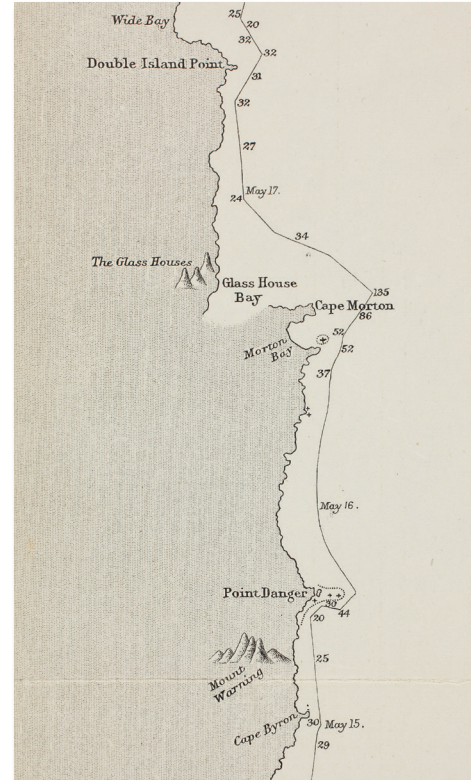 25
Wide Bay
20
32
32
Double Island Point
31
32
27
May 17.
24
34
The Glass Houses
Glass House
Bay
135
Cape Morton
86
52
Morton
Bay
52
37
May 16.
Point Danger
30
44
20
25
Mount
Warning
Cape Byron
30
May 15.
29